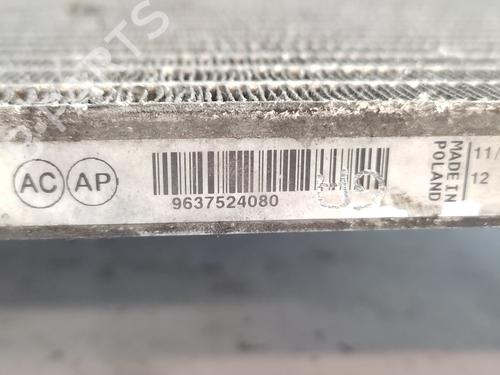 AC AP
9637524080
MADE IN
POLAND
11/
12